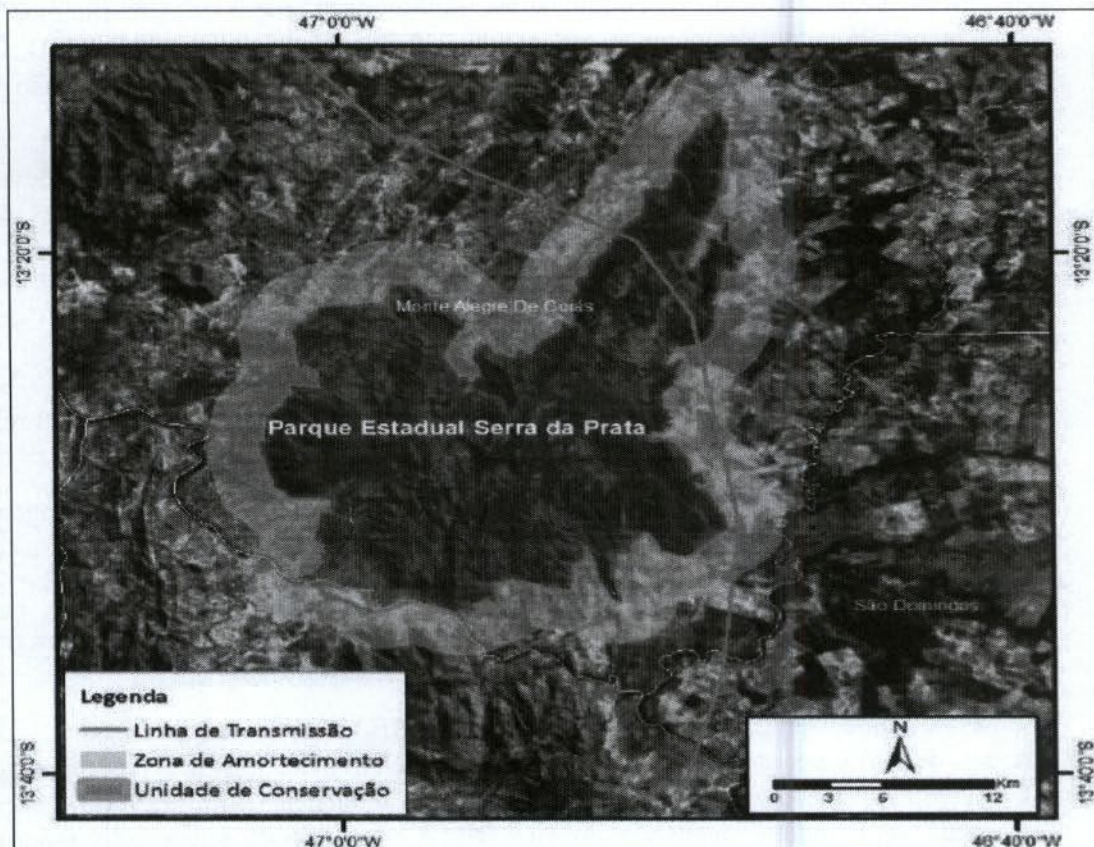 47°0'0"W
46°40'0"W
13°20'0"S
13°20'0"S
Monte Alegre De Goiás
Parque Estadual Serra da Prata
São Domingos
Legenda
Linha de Transmissão
Zona de Amortecimento
Unidade de Conservação
N
0 3 6 12 Km
13°40'0"S
13°40'0"S
47°0'0"W
46°40'0"W